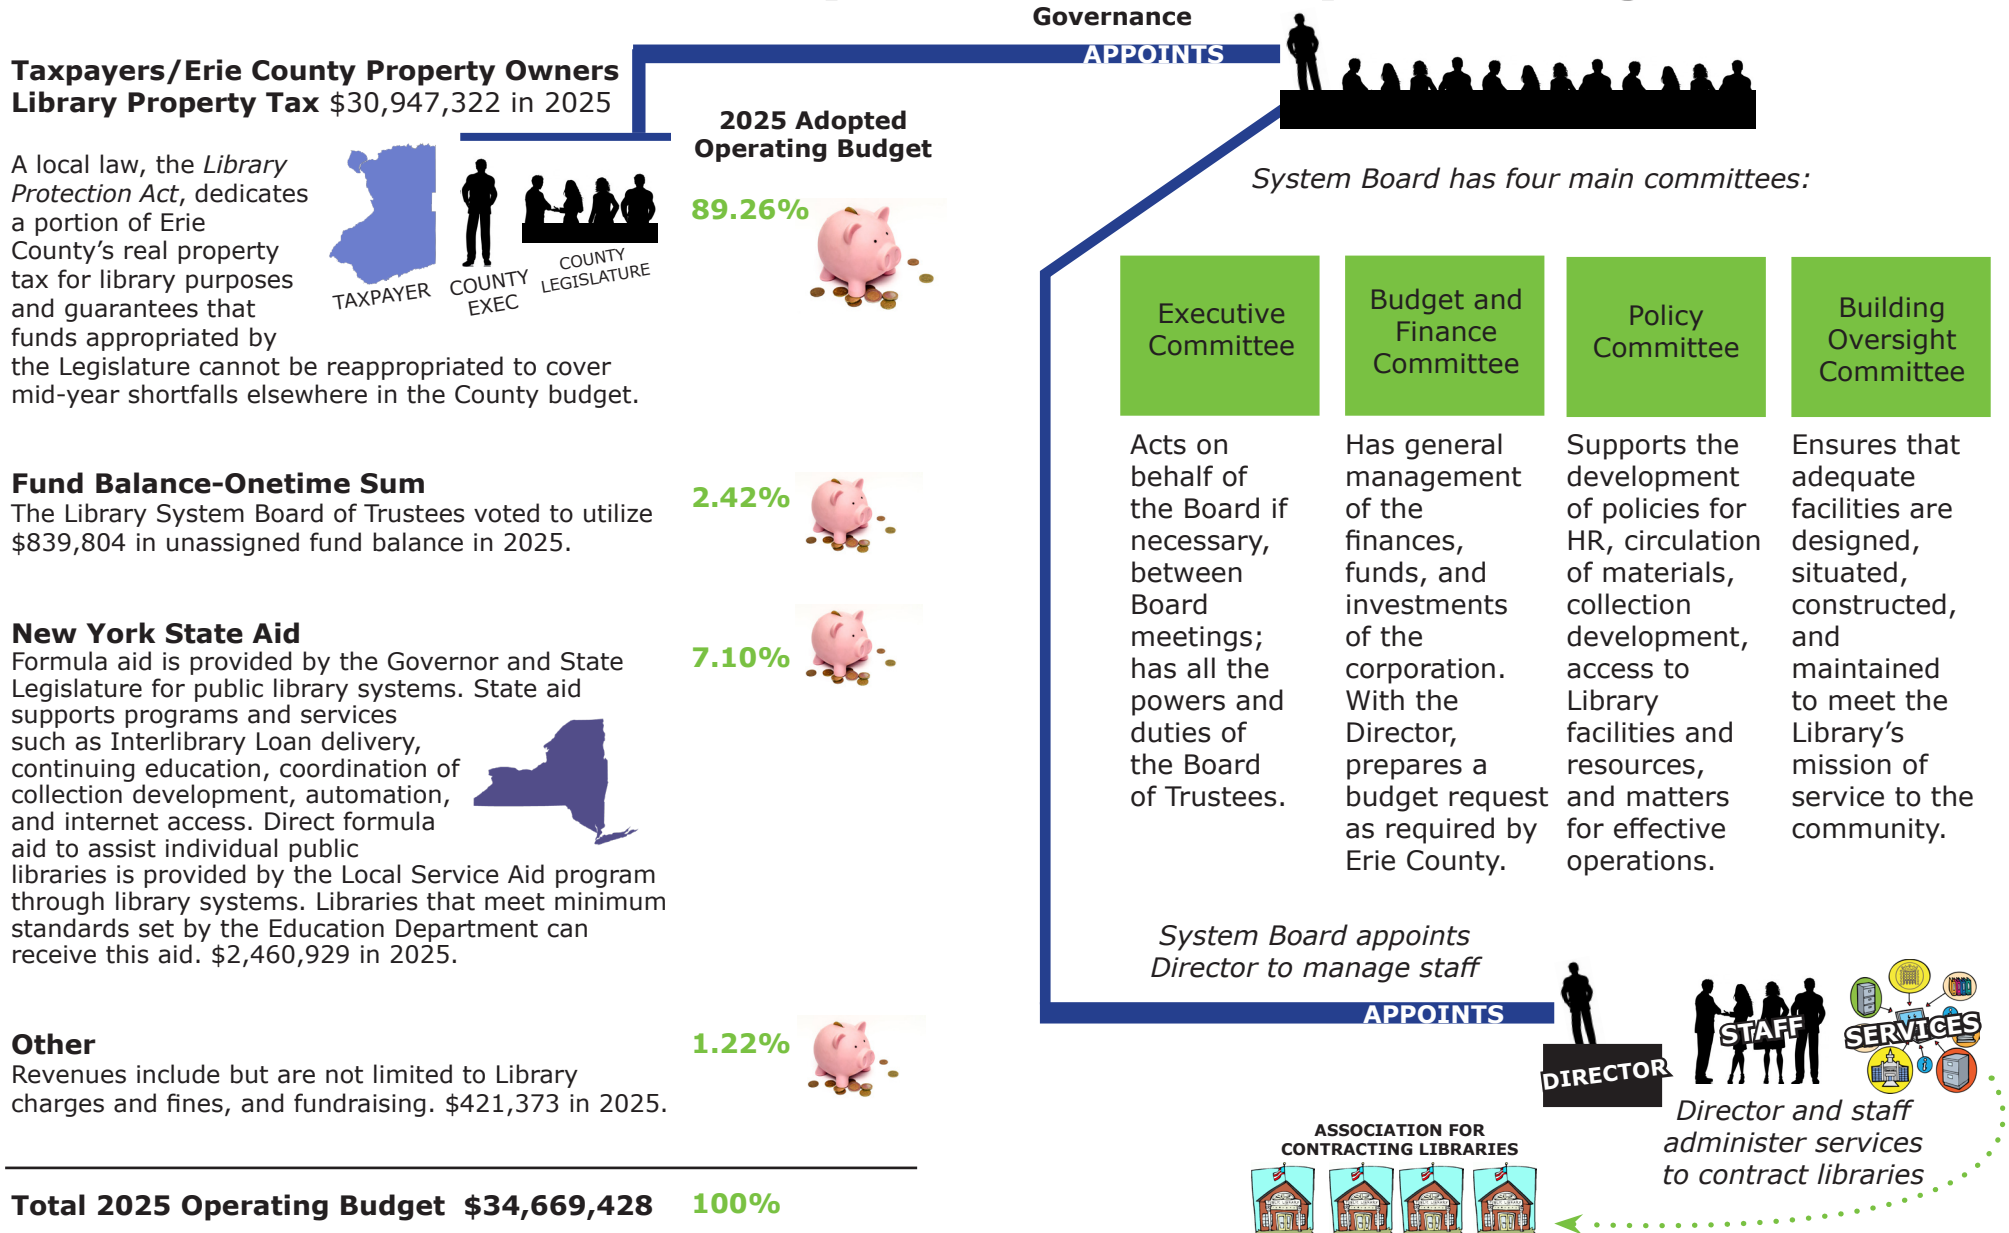 Governance
APPOINTS
Taxpayers/Erie County Property Owners
Library Property Tax $30,947,322 in 2025
A local law, the Library
Protection Act, dedicates
a portion of Erie
County's real property
tax for library purposes
and guarantees that
funds appropriated by
the Legislature cannot be reappropriated to cover
mid-year shortfalls elsewhere in the County budget.
TAXPAYER
COUNTY
EXEC
COUNTY
LEGISLATURE
2025 Adopted
Operating Budget
89.26%
Fund Balance-Onetime Sum
The Library System Board of Trustees voted to utilize
$839,804 in unassigned fund balance in 2025.
2.42%
New York State Aid
Formula aid is provided by the Governor and State
Legislature for public library systems. State aid
supports programs and services
such as Interlibrary Loan delivery,
continuing education, coordination of
collection development, automation,
and internet access. Direct formula
aid to assist individual public
libraries is provided by the Local Service Aid program
through library systems. Libraries that meet minimum
standards set by the Education Department can
receive this aid. $2,460,929 in 2025.
7.10%
Other
Revenues include but are not limited to Library
charges and fines, and fundraising. $421,373 in 2025.
1.22%
Total 2025 Operating Budget $34,669,428 100%
System Board has four main committees:
Executive
Committee
Acts on
behalf of
the Board if
necessary,
between
Board
meetings;
has all the
powers and
duties of
the Board
of Trustees.
Budget and
Finance
Committee
Has general
management
of the
finances,
funds, and
investments
of the
corporation.
With the
Director,
prepares a
budget request
as required by
Erie County.
Policy
Committee
Supports the
development
of policies for
HR, circulation
of materials,
collection
development,
access to
Library
facilities and
resources,
and matters
for effective
operations.
Building
Oversight
Committee
Ensures that
adequate
facilities are
designed,
situated,
constructed,
and
maintained
to meet the
Library's
mission of
service to the
community.
System Board appoints
Director to manage staff
APPOINTS
DIRECTOR
STAFF
SERVICES
Director and staff
administer services
to contract libraries
ASSOCIATION FOR
CONTRACTING LIBRARIES